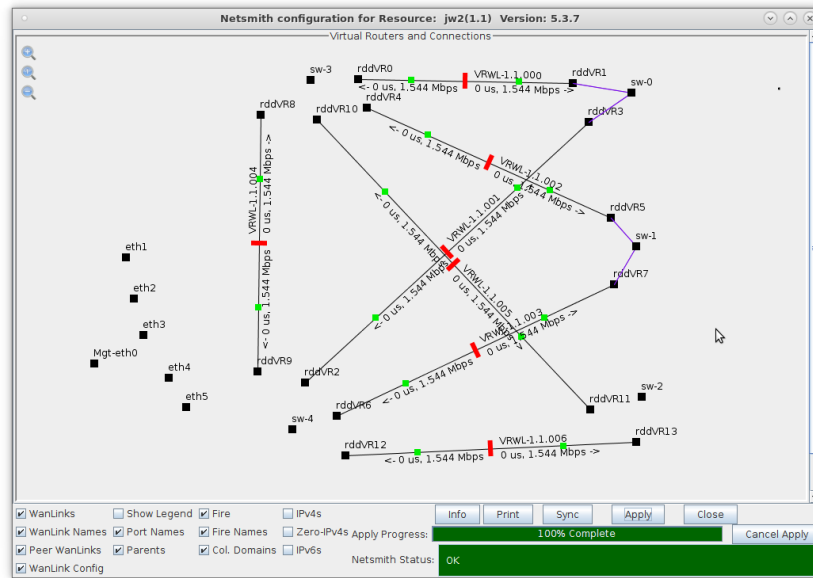 Netsmith configuration for Resource:  jw2(1.1)  Version: 5.3.7
Virtual Routers and Connections
sw-3
rddVR0
VRWL-1.1.000
rddVR1
<- 0 us, 1.544 Mbps
0 us, 1.544 Mbps ->
sw-0
rddVR8
rddVR10
rddVR4
rddVR3
<- 0 us, 1.544 Mbps
VRWL-1.1.002
0 us, 1.544 Mbps ->
VRWL-1.1.004
0 us, 1.544 Mbps ->
<- 0 us, 1.544 Mbps
<- 0 us, 1.544 Mbps
VRWL-1.1.001
0 us, 1.544 Mbps ->
<- 0 us, 1.544 Mbps
rddVR5
sw-1
eth1
eth2
eth3
Mgt-eth0
eth4
eth5
VRWL-1.1.005
0 us, 1.544 Mbps ->
rddVR7
VRWL-1.1.003
0 us, 1.544 Mbps ->
<- 0 us, 1.544 Mbps
rddVR9
rddVR2
rddVR6
sw-4
rddVR11
sw-2
rddVR12
VRWL-1.1.006
rddVR13
<- 0 us, 1.544 Mbps
0 us, 1.544 Mbps ->
WanLinks
Show Legend
Fire
IPv4s
Info
Print
Sync
Apply
Close
WanLink Names
Port Names
Fire Names
Zero-IPv4s
Apply Progress:
100% Complete
Cancel Apply
Peer WanLinks
Parents
Col. Domains
IPv6s
Netsmith Status:
OK
WanLink Config